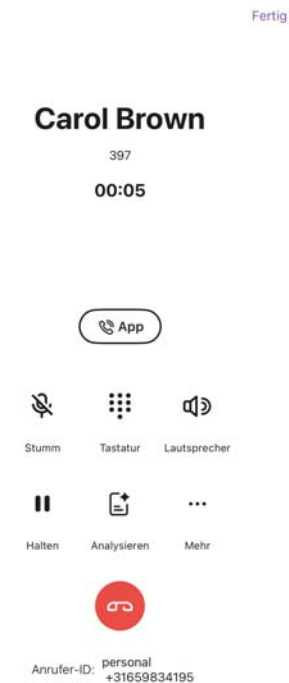 Fertig
Carol Brown
397
00:05
App
Stumm Tastatur Lautsprecher
Halten Analysieren Mehr
Anrufer-ID: personal
+31659834195